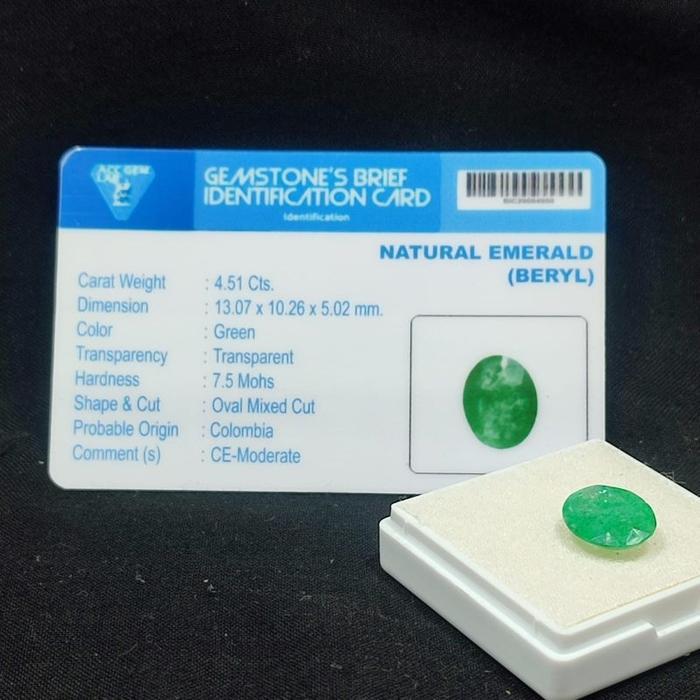 GEM
LAB
GEMSTONE'S BRIEF
IDENTIFICATION CARD
Identification
NATURAL EMERALD
(BERYL)
Carat Weight : 4.51 Cts.
Dimension : 13.07 x 10.26 x 5.02 mm.
Color : Green
Transparency : Transparent
Hardness : 7.5 Mohs
Shape & Cut : Oval Mixed Cut
Probable Origin : Colombia
Comment (s) : CE-Moderate